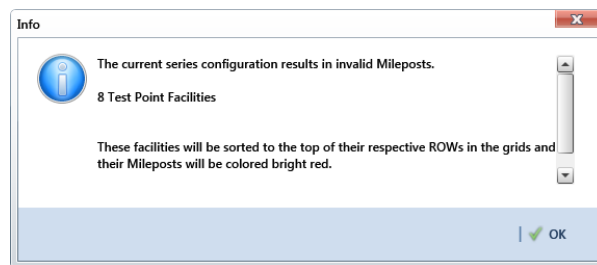 Info
The current series configuration results in invalid Mileposts.
8 Test Point Facilities
These facilities will be sorted to the top of their respective ROWs in the grids and
their Mileposts will be colored bright red.
OK